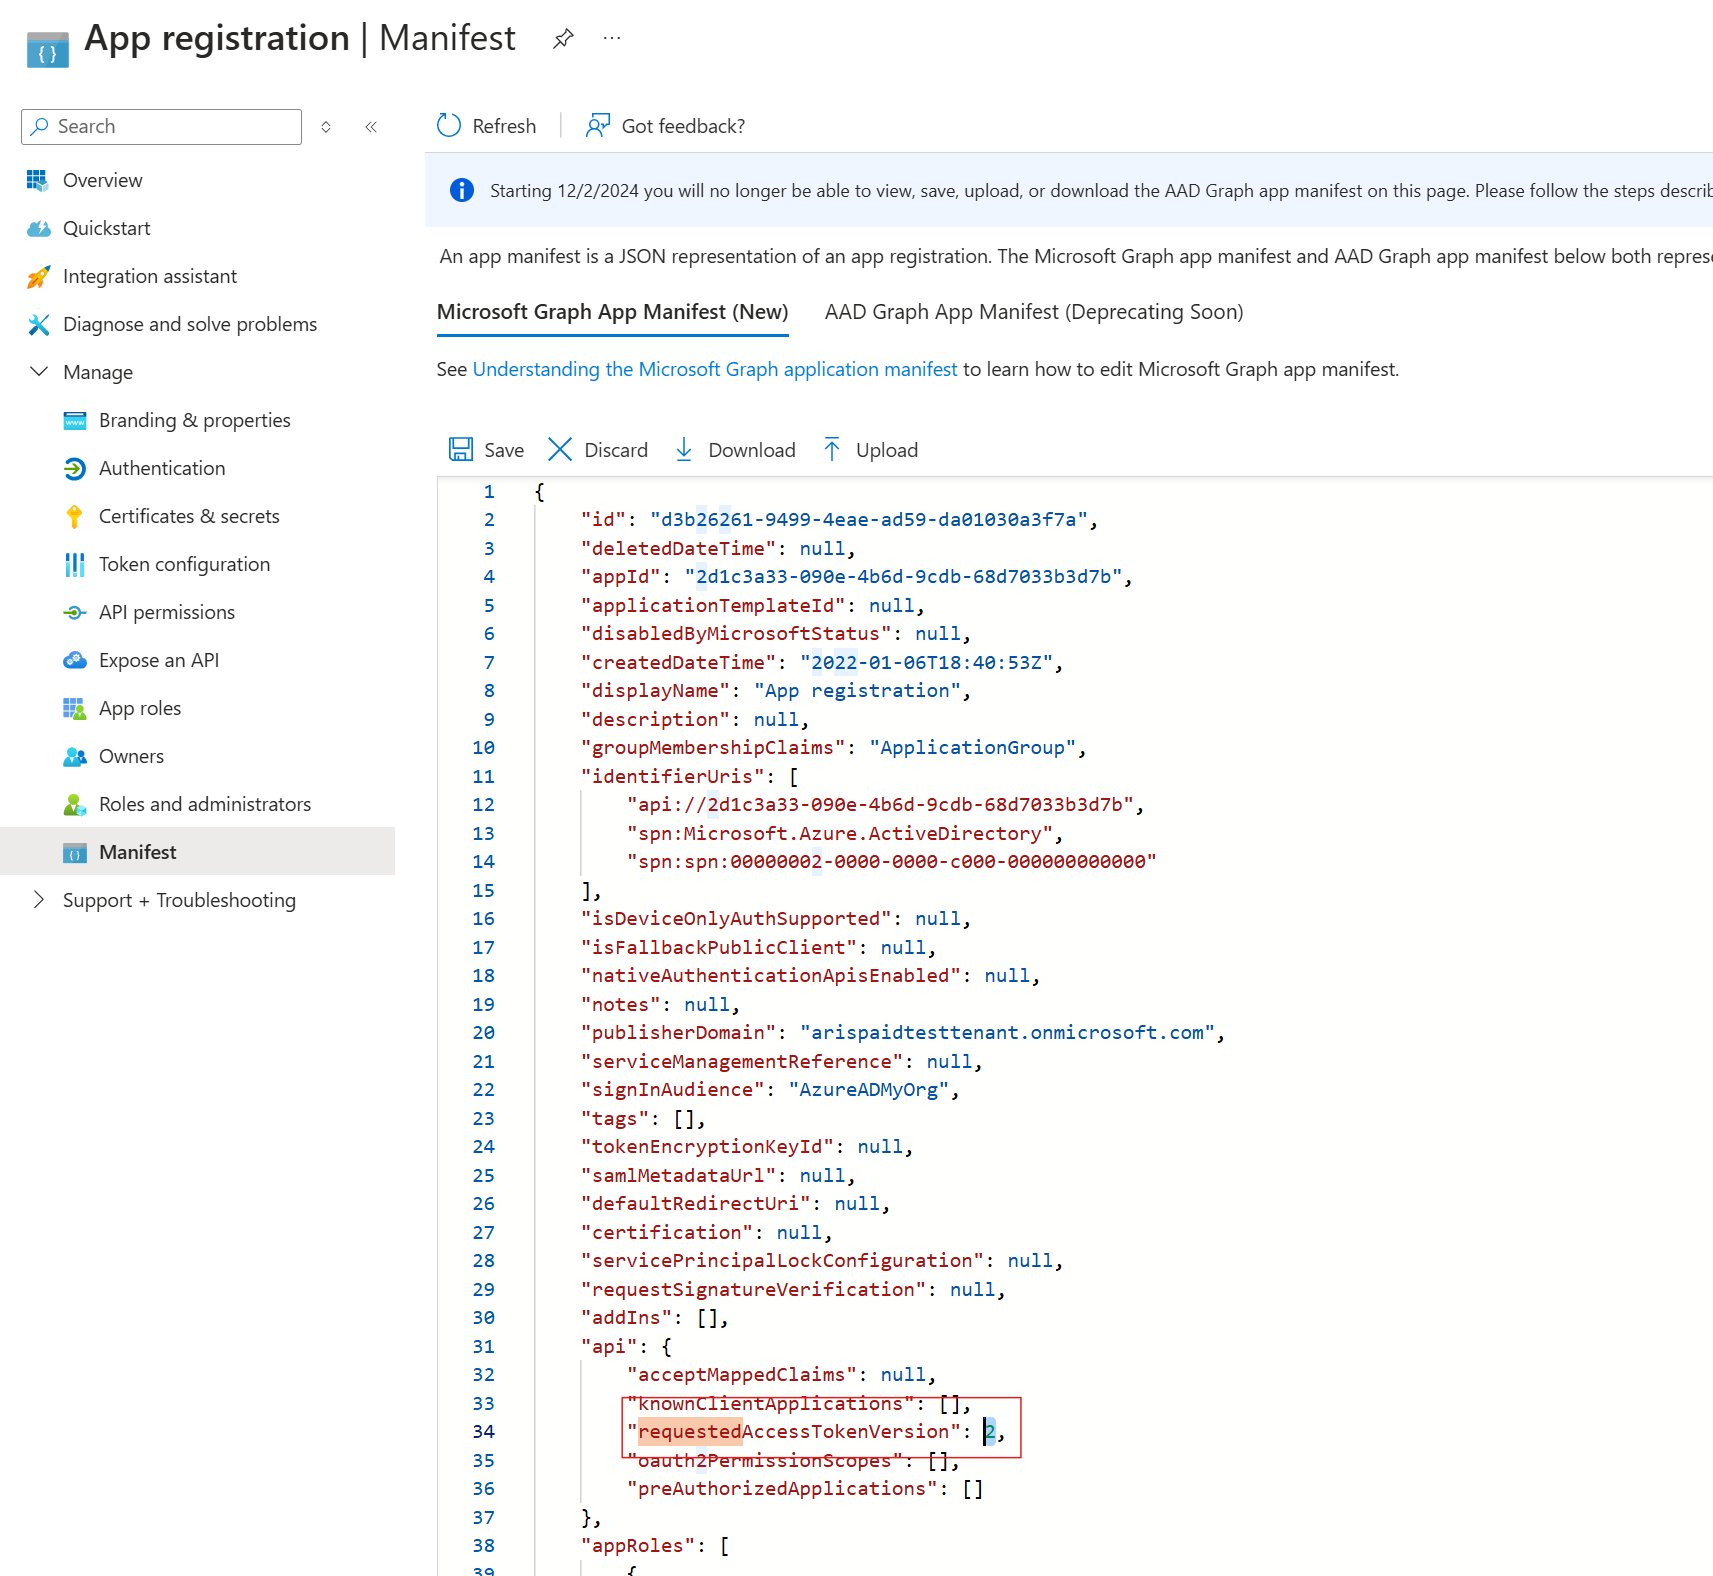 App registration | Manifest
Search
Refresh
Got feedback?
Overview
Quickstart
Integration assistant
Diagnose and solve problems
Manage
Branding & properties
Authentication
Certificates & secrets
Token configuration
API permissions
Expose an API
App roles
Owners
Roles and administrators
Manifest
Support + Troubleshooting
Starting 12/2/2024 you will no longer be able to view, save, upload, or download the AAD Graph app manifest on this page. Please follow the steps describ
An app manifest is a JSON representation of an app registration. The Microsoft Graph app manifest and AAD Graph app manifest below both represe
Microsoft Graph App Manifest (New)
AAD Graph App Manifest (Deprecating Soon)
See Understanding the Microsoft Graph application manifest to learn how to edit Microsoft Graph app manifest.
Save
Discard
Download
Upload
1 {
2 "id": "d3b26261-9499-4eae-ad59-da01030a3f7a",
3 "deletedDateTime": null,
4 "appId": "2d1c3a33-090e-4b6d-9cdb-68d7033b3d7b",
5 "applicationTemplateId": null,
6 "disabledByMicrosoftStatus": null,
7 "createdDateTime": "2022-01-06T18:40:53Z",
8 "displayName": "App registration",
9 "description": null,
10 "groupMembershipClaims": "ApplicationGroup",
11 "identifierUris": [
12 "api://2d1c3a33-090e-4b6d-9cdb-68d7033b3d7b",
13 "spn:Microsoft.Azure.ActiveDirectory",
14 "spn:spn:00000002-0000-0000-c000-000000000000"
15 ],
16 "isDeviceOnlyAuthSupported": null,
17 "isFallbackPublicClient": null,
18 "nativeAuthenticationApisEnabled": null,
19 "notes": null,
20 "publisherDomain": "arispaidtesttenant.onmicrosoft.com",
21 "serviceManagementReference": null,
22 "signInAudience": "AzureADMyOrg",
23 "tags": [],
24 "tokenEncryptionKeyId": null,
25 "samlMetadataUrl": null,
26 "defaultRedirectUri": null,
27 "certification": null,
28 "servicePrincipalLockConfiguration": null,
29 "requestSignatureVerification": null,
30 "addIns": [],
31 "api": {
32 "acceptMappedClaims": null,
33 "knownClientApplications": [],
34 "requestedAccessTokenVersion": 2,
35 "oauth2PermissionScopes": [],
36 "preAuthorizedApplications": []
37 },
38 "appRoles": [
39 {